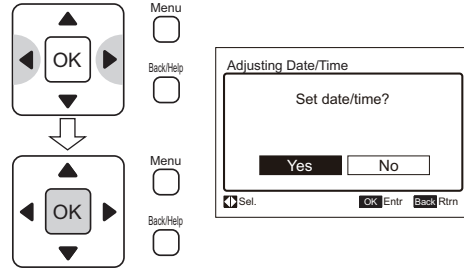 Menu
OK
Back/Help
Menu
OK
Back/Help
Adjusting Date/Time
Set date/time?
Yes No
Sel. OK Entr Back Rtrn